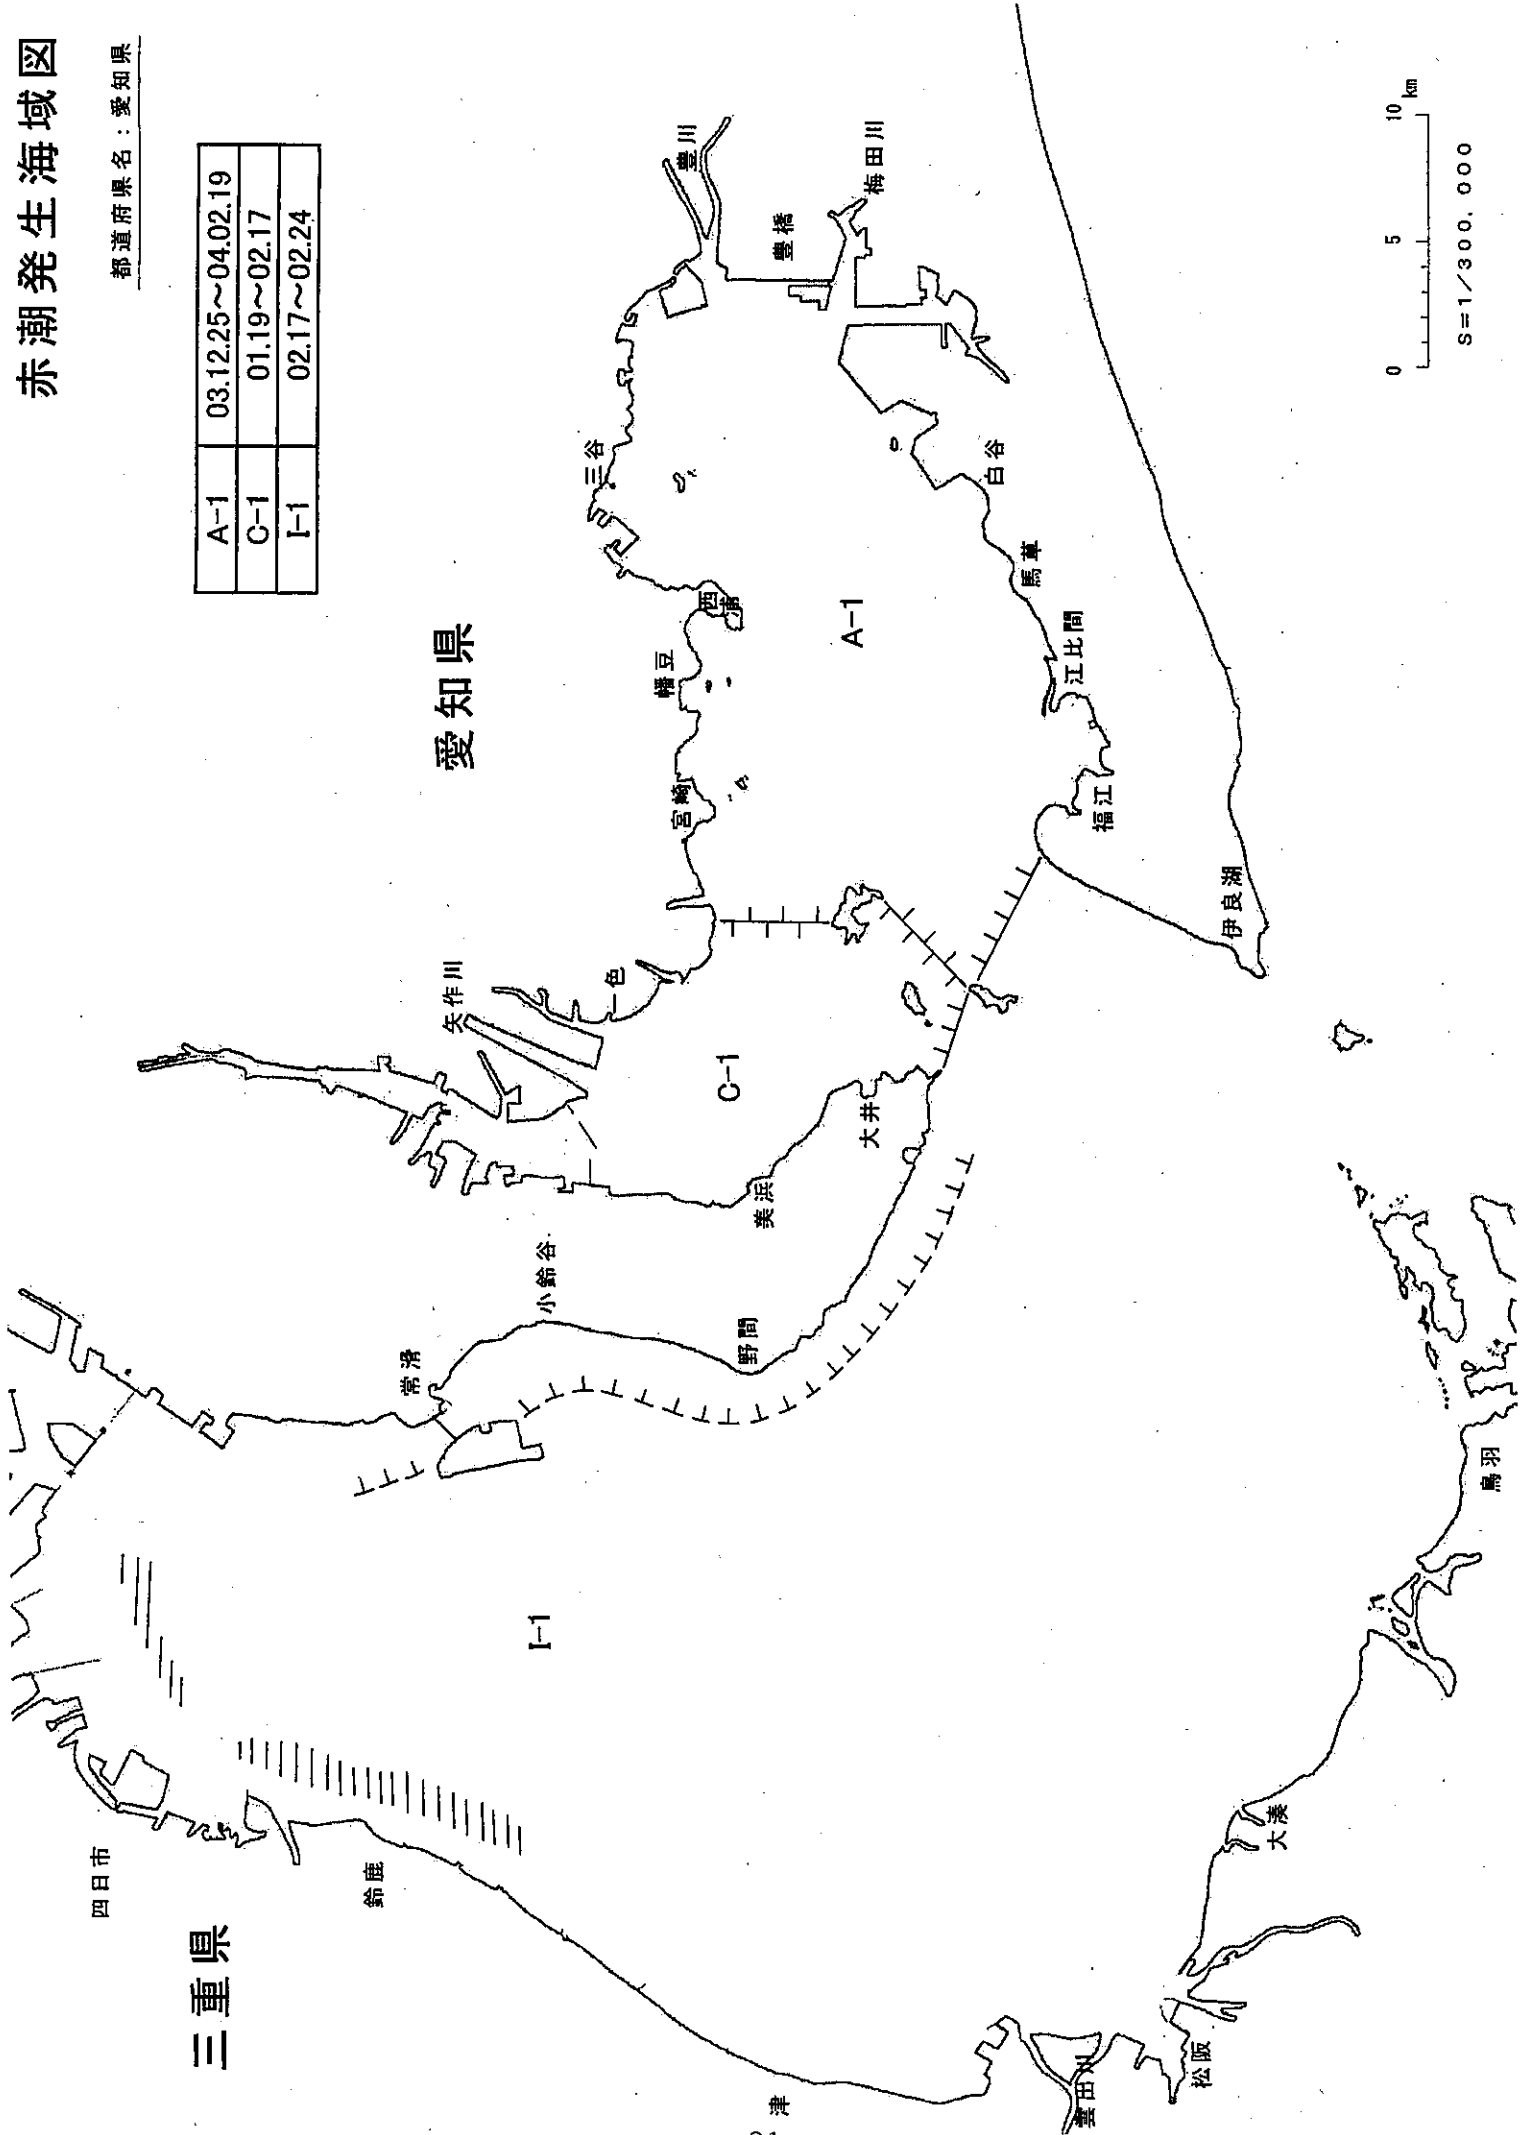 赤潮発生海域図
都道府県名：愛知県
A-1 03.12.25～04.02.19
C-1 01.19～02.17
I-1 02.17～02.24
愛知県
三重県
豊川
豊橋
梅田川
三谷
西浦
幡豆
宮崎
一色
矢作川
白谷
馬草
江比間
福江
伊良湖
A-1
C-1
大井
美浜
小鈴谷
野間
常滑
I-1
四日市
鈴鹿
津
雲出川
松阪
大湊
鳥羽
0 5 10 km
S=1/300,000